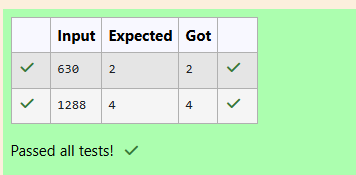 Input Expected Got
630 2 2
1288 4 4
Passed all tests!